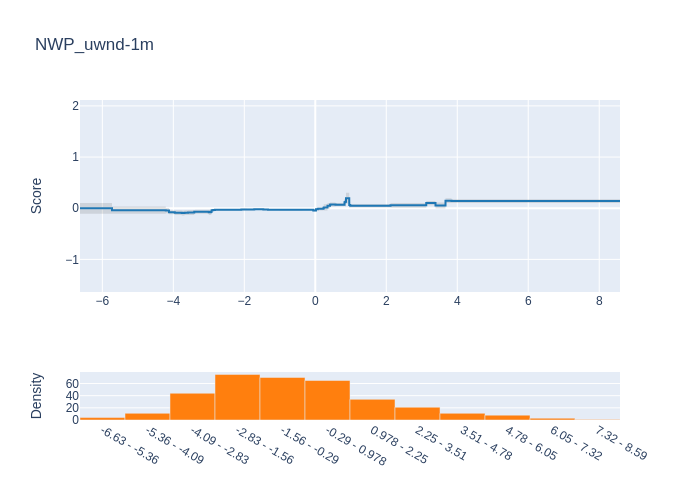 NWP_uwnd-1m
Score
2
1
0
−1
−6
−4
−2
0
2
4
6
8
Density
60
40
20
0
-6.63 - -5.36
-5.36 - -4.09
-4.09 - -2.83
-2.83 - -1.56
-1.56 - -0.29
-0.29 - 0.978
0.978 - 2.25
2.25 - 3.51
3.51 - 4.78
4.78 - 6.05
6.05 - 7.32
7.32 - 8.59